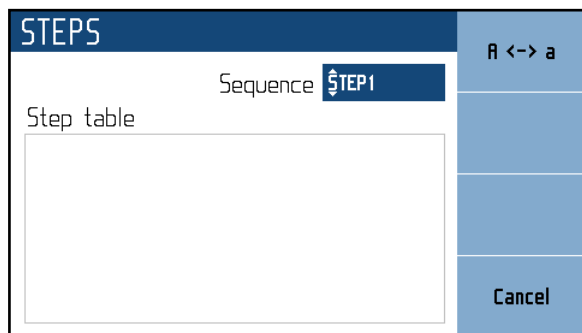 STEPS
A <-> a
Sequence STEP1
Step table
Cancel